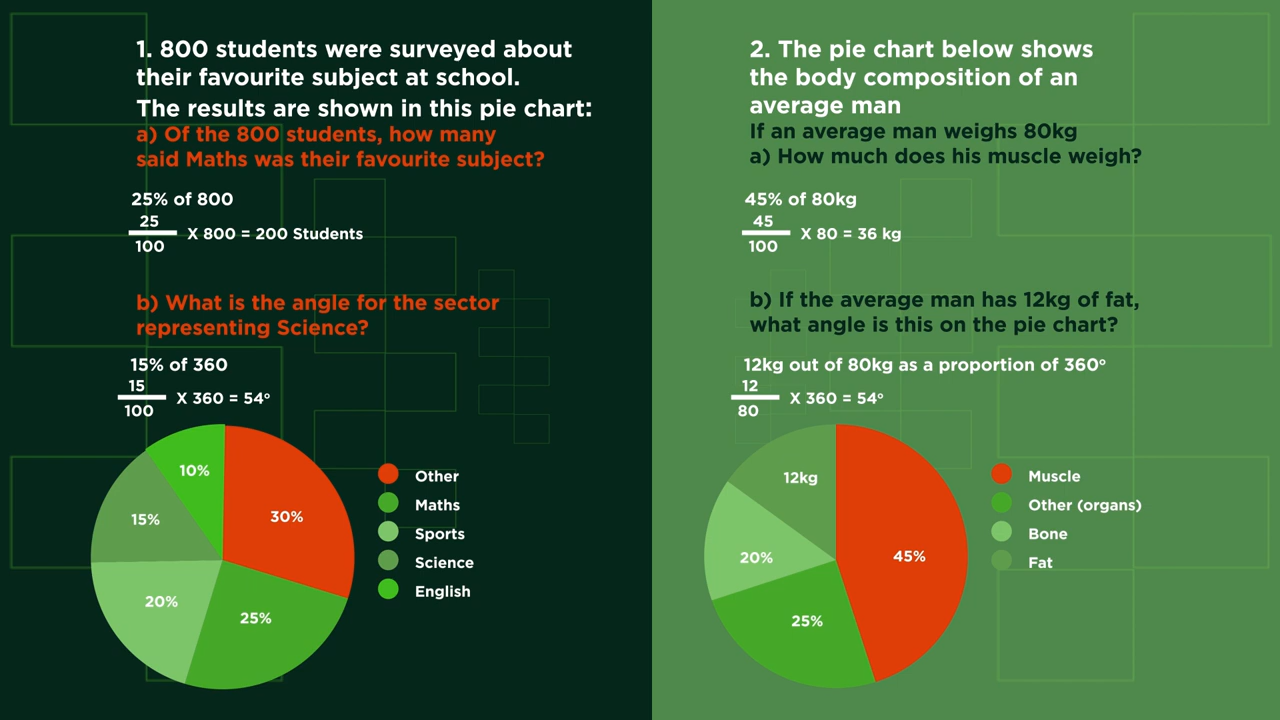 1. 800 students were surveyed about
their favourite subject at school.
The results are shown in this pie chart:
a) Of the 800 students, how many
said Maths was their favourite subject?
25% of 800
25
100
X 800 = 200 Students
b) What is the angle for the sector
representing Science?
15% of 360
15
100
X 360 = 54°
10%
30%
15%
20%
25%
Other
Maths
Sports
Science
English
2. The pie chart below shows
the body composition of an
average man
If an average man weighs 80kg
a) How much does his muscle weigh?
45% of 80kg
45
100
X 80 = 36 kg
b) If the average man has 12kg of fat,
what angle is this on the pie chart?
12kg out of 80kg as a proportion of 360°
12
80
X 360 = 54°
12kg
20%
45%
25%
Muscle
Other (organs)
Bone
Fat